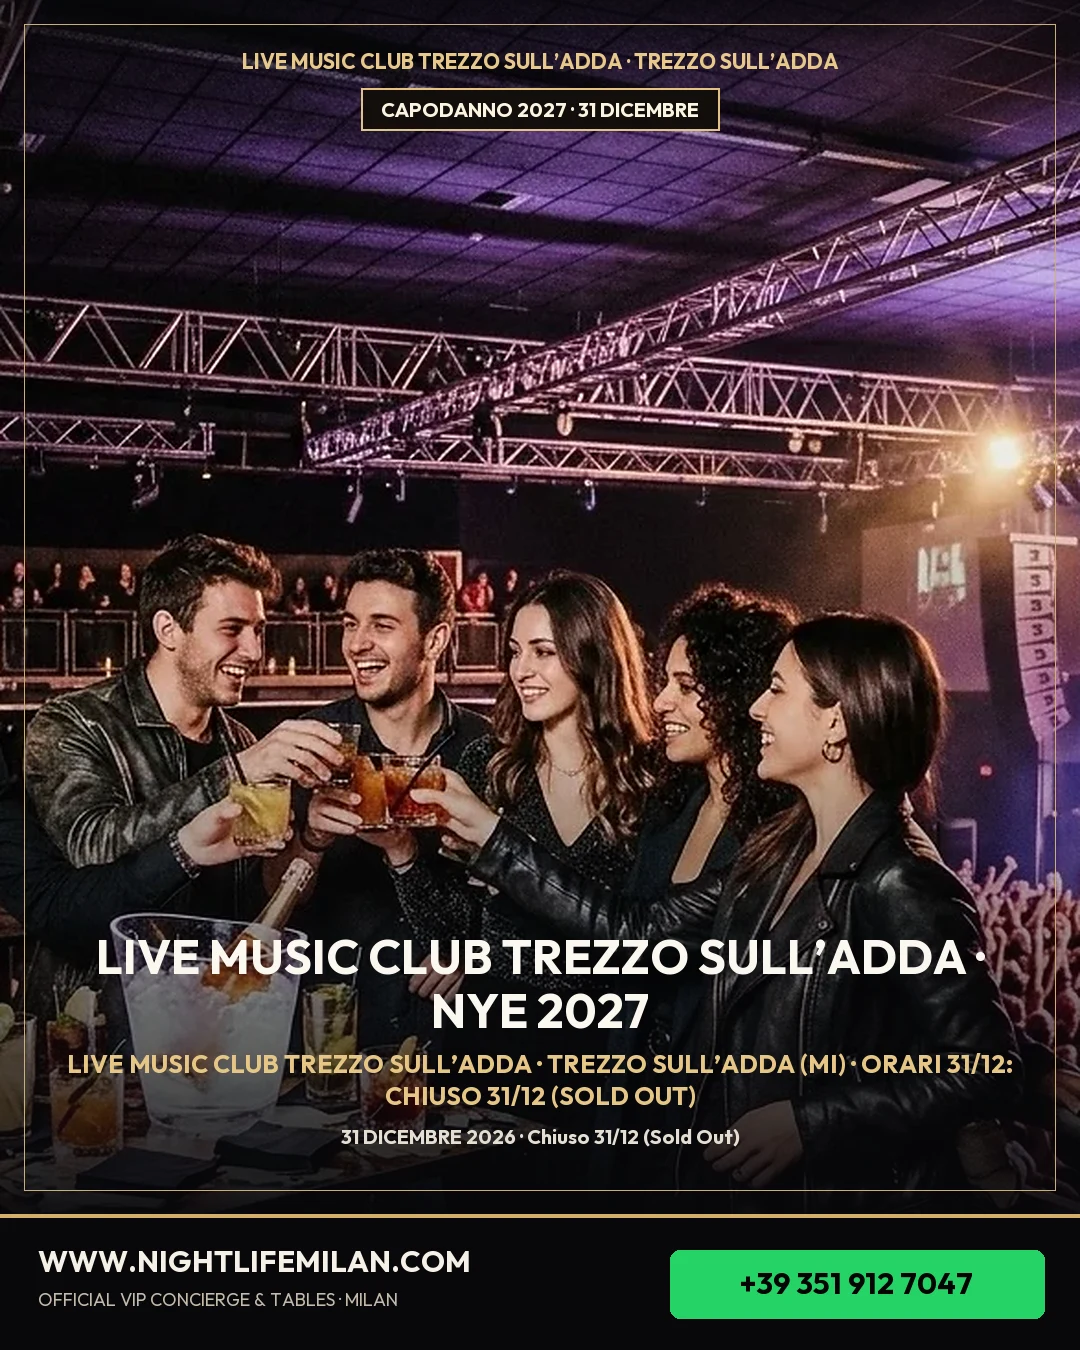 LIVE MUSIC CLUB TREZZO SULL’ADDA · TREZZO SULL’ADDA
CAPODANNO 2027 · 31 DICEMBRE
LIVE MUSIC CLUB TREZZO SULL’ADDA ·
NYE 2027
LIVE MUSIC CLUB TREZZO SULL’ADDA · TREZZO SULL’ADDA (MI) · ORARI 31/12:
CHIUSO 31/12 (SOLD OUT)
31 DICEMBRE 2026 · Chiuso 31/12 (Sold Out)
WWW.NIGHTLIFEMILAN.COM
OFFICIAL VIP CONCIERGE & TABLES · MILAN
+39 351 912 7047